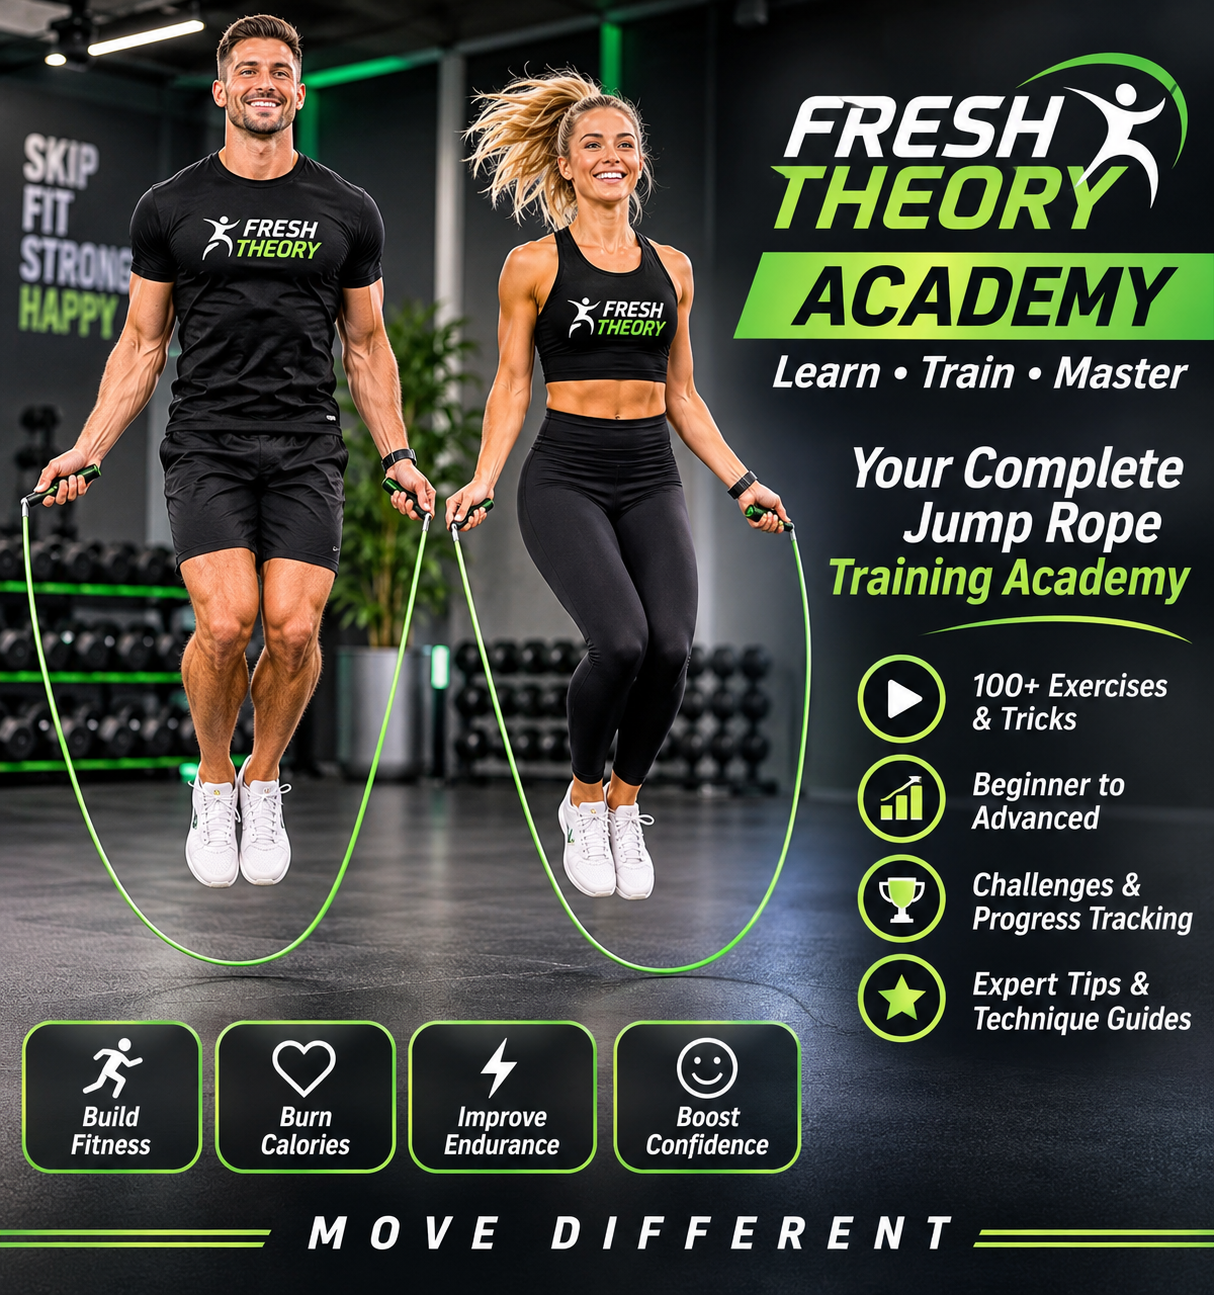 SKIP
FIT
STRONG
HAPPY
FRESH
THEORY
FRESH
THEORY
FRESH
THEORY
ACADEMY
Learn • Train • Master
Your Complete
Jump Rope
Training Academy
100+ Exercises
& Tricks
Beginner to
Advanced
Challenges &
Progress Tracking
Expert Tips &
Technique Guides
Build
Fitness
Burn
Calories
Improve
Endurance
Boost
Confidence
MOVE DIFFERENT